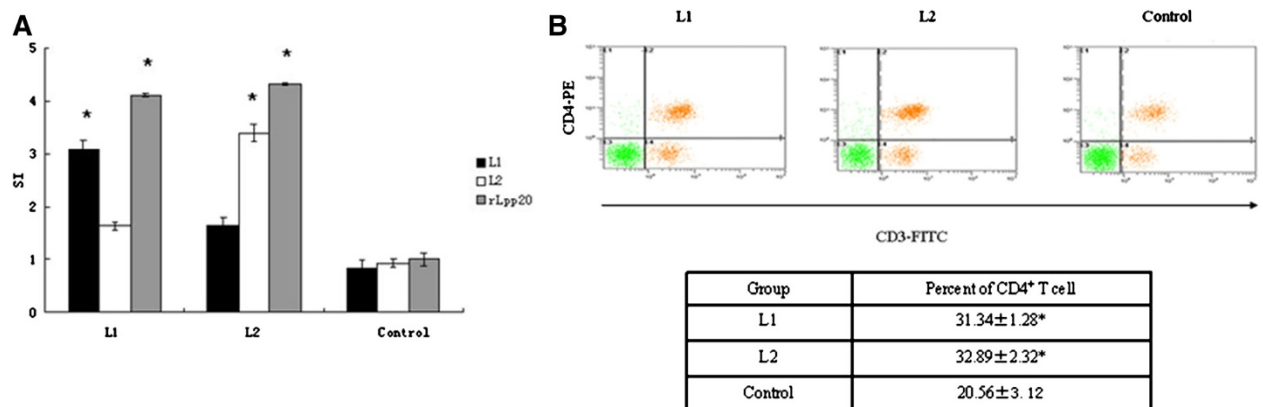 A
5
4
3
2
1
0
SI
*
*
*
*
L1
L2
Control
L1
L2
rLpp20
B
L1
L2
Control
CD4-PE
CD3-FITC
Group Percent of CD4⁺ T cell
L1 31.34±1.28*
L2 32.89±2.32*
Control 20.56±3.12